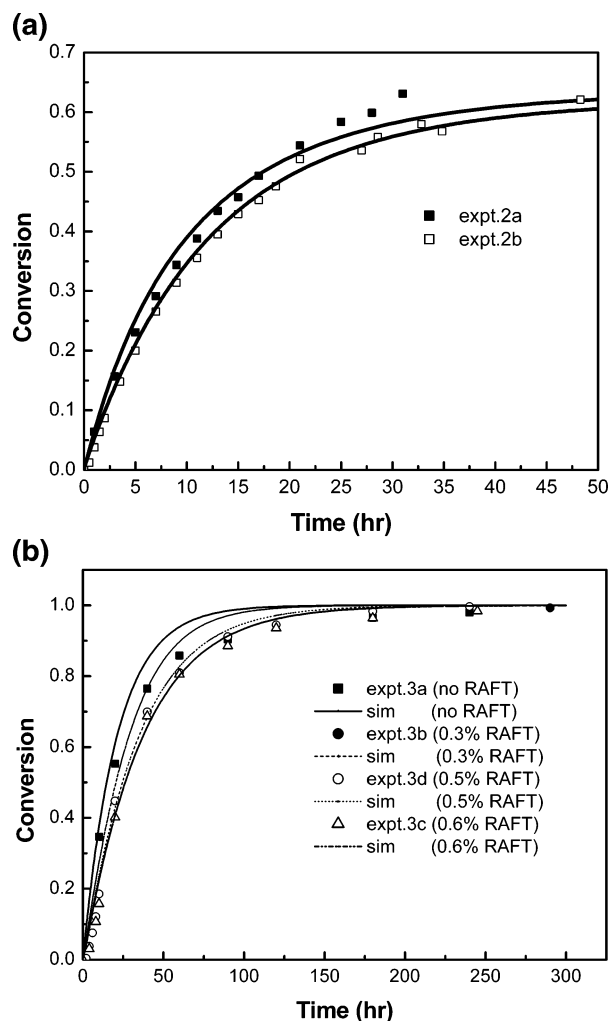 (a)
0.7
0.6
0.5
0.4
0.3
0.2
0.1
0.0
Conversion
expt.2a
expt.2b
0 5 10 15 20 25 30 35 40 45 50
Time (hr)
(b)
1.0
0.8
0.6
0.4
0.2
0.0
Conversion
expt.3a (no RAFT)
sim (no RAFT)
expt.3b (0.3% RAFT)
sim (0.3% RAFT)
expt.3d (0.5% RAFT)
sim (0.5% RAFT)
expt.3c (0.6% RAFT)
sim (0.6% RAFT)
0 50 100 150 200 250 300
Time (hr)